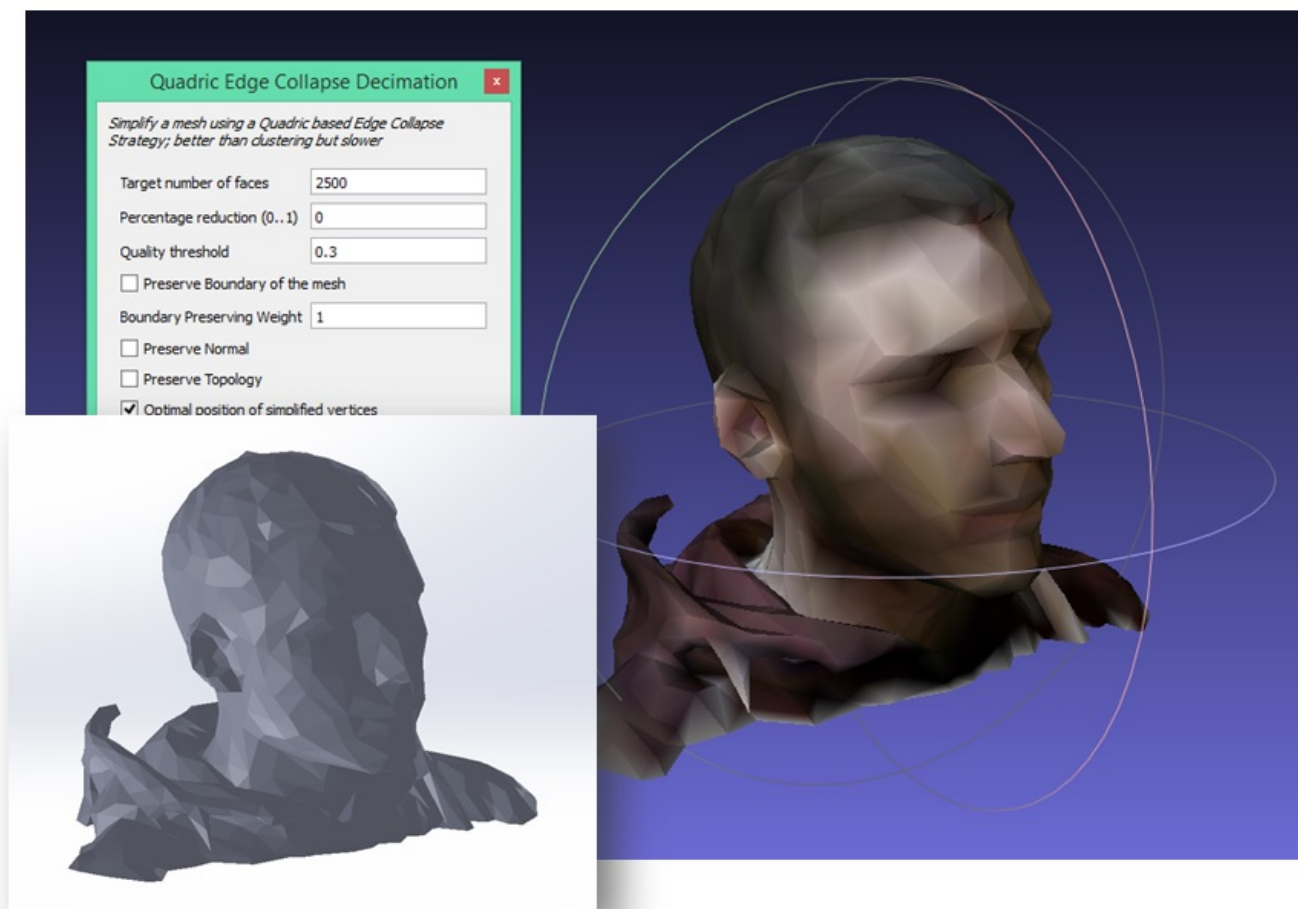 Quadric Edge Collapse Decimation
x
Simplify a mesh using a Quadric based Edge Collapse
Strategy; better than clustering but slower
Target number of faces 2500
Percentage reduction (0..1) 0
Quality threshold 0.3
Preserve Boundary of the mesh
Boundary Preserving Weight 1
Preserve Normal
Preserve Topology
Optimal position of simplified vertices